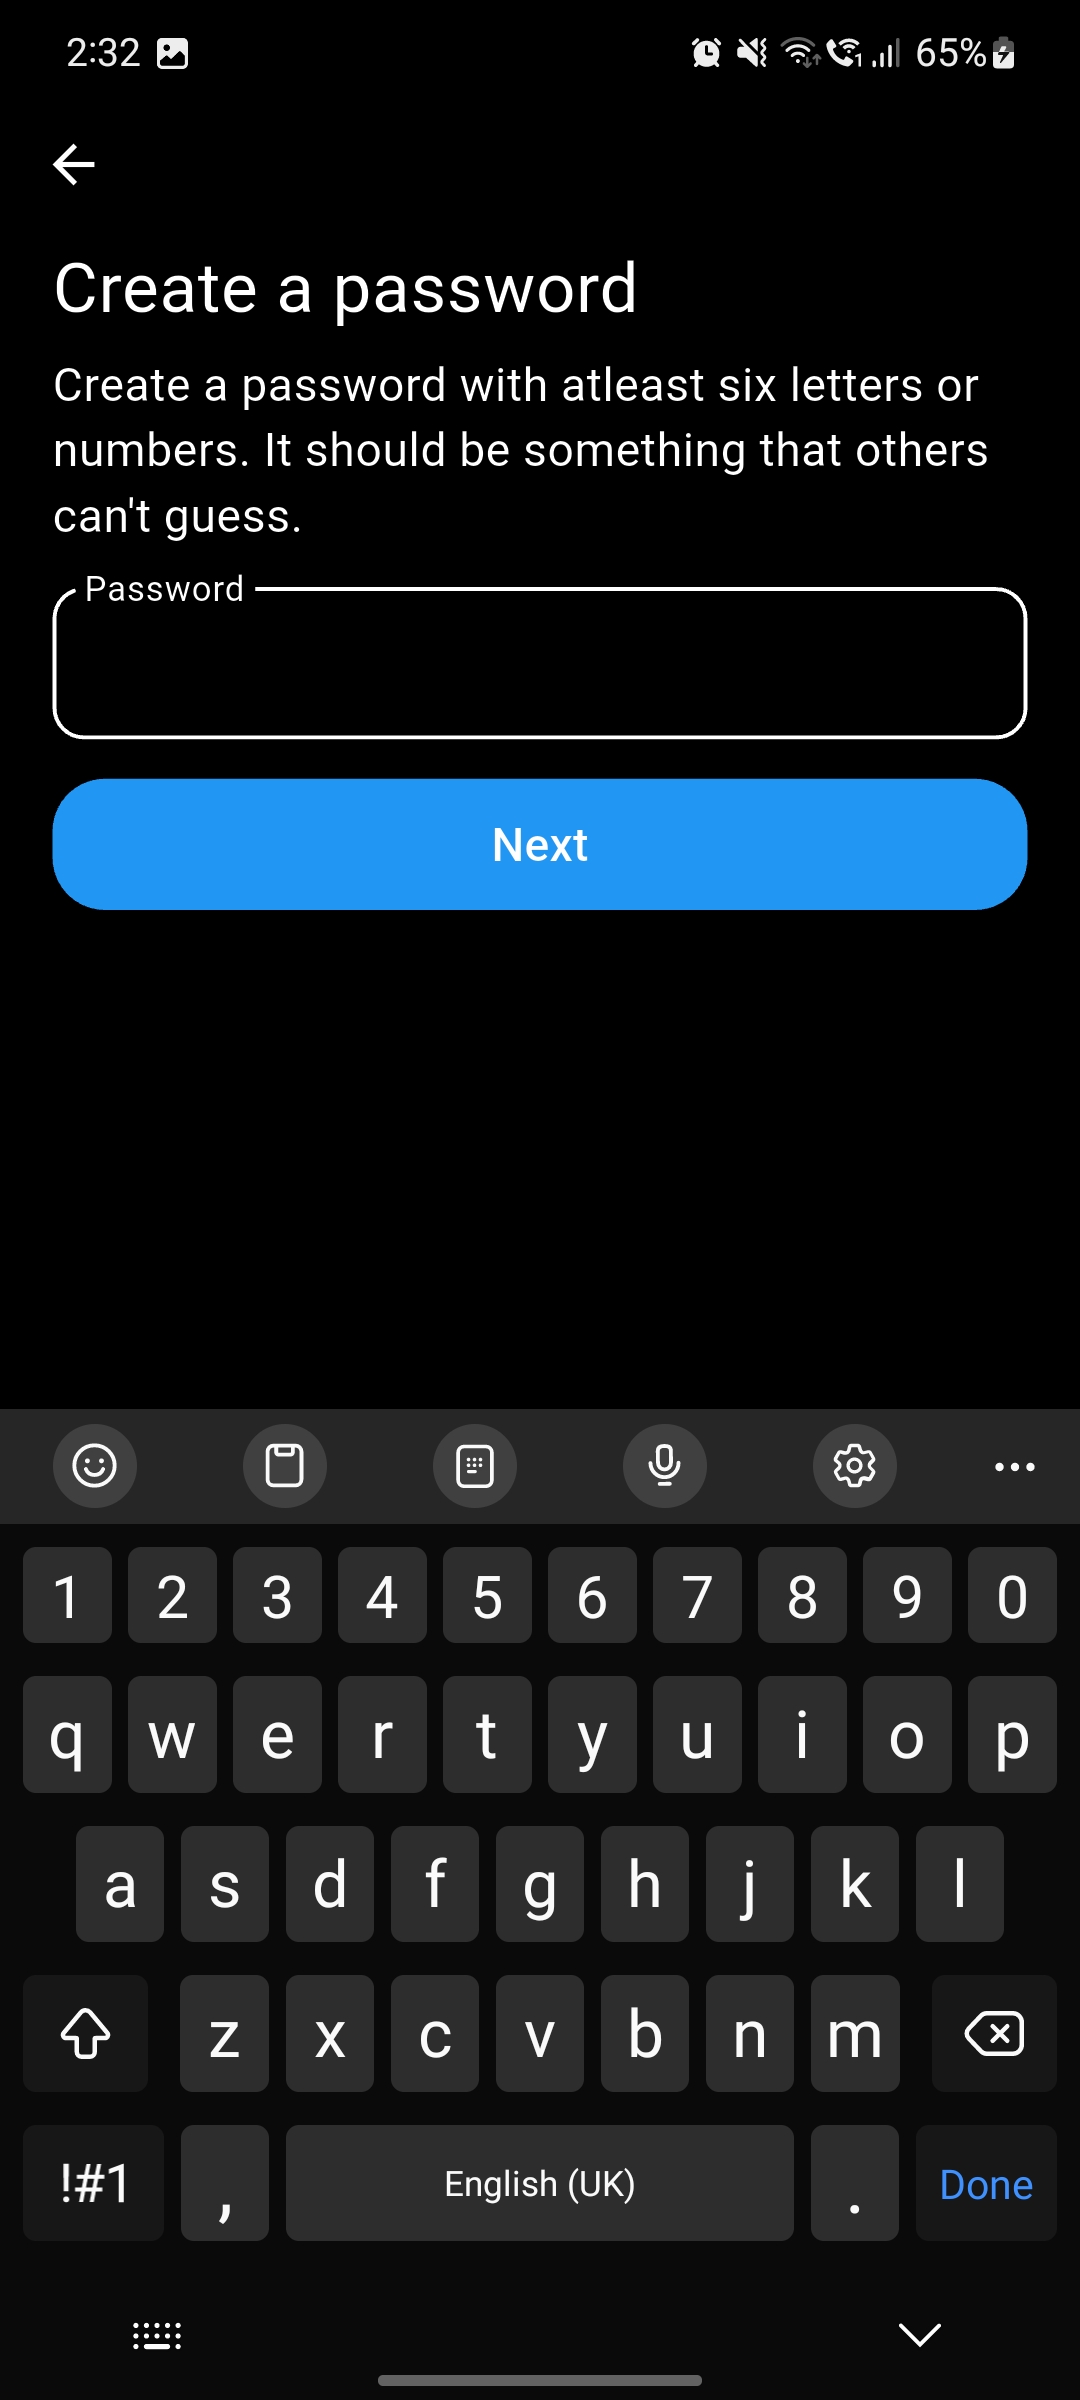 2:32
65%
Create a password
Create a password with atleast six letters or
numbers. It should be something that others
can't guess.
Password
Next
1 2 3 4 5 6 7 8 9 0
q w e r t y u i o p
a s d f g h j k l
z x c v b n m
!#1 , English (UK) . Done